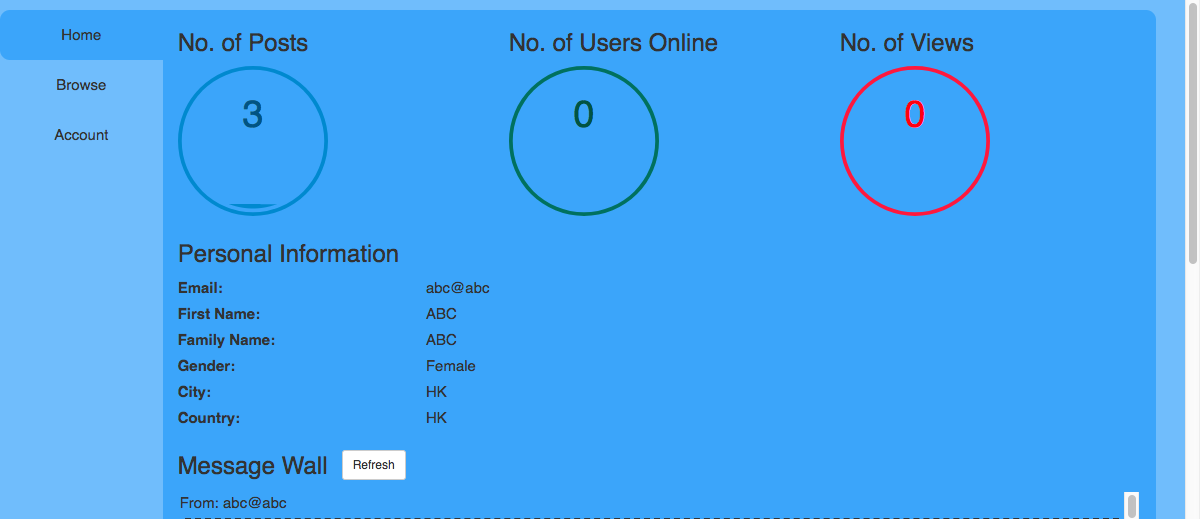 Home
Browse
Account
No. of Posts No. of Users Online No. of Views
3 0 0
Personal Information
Email: abc@abc
First Name: ABC
Family Name: ABC
Gender: Female
City: HK
Country: HK
Message Wall Refresh
From: abc@abc